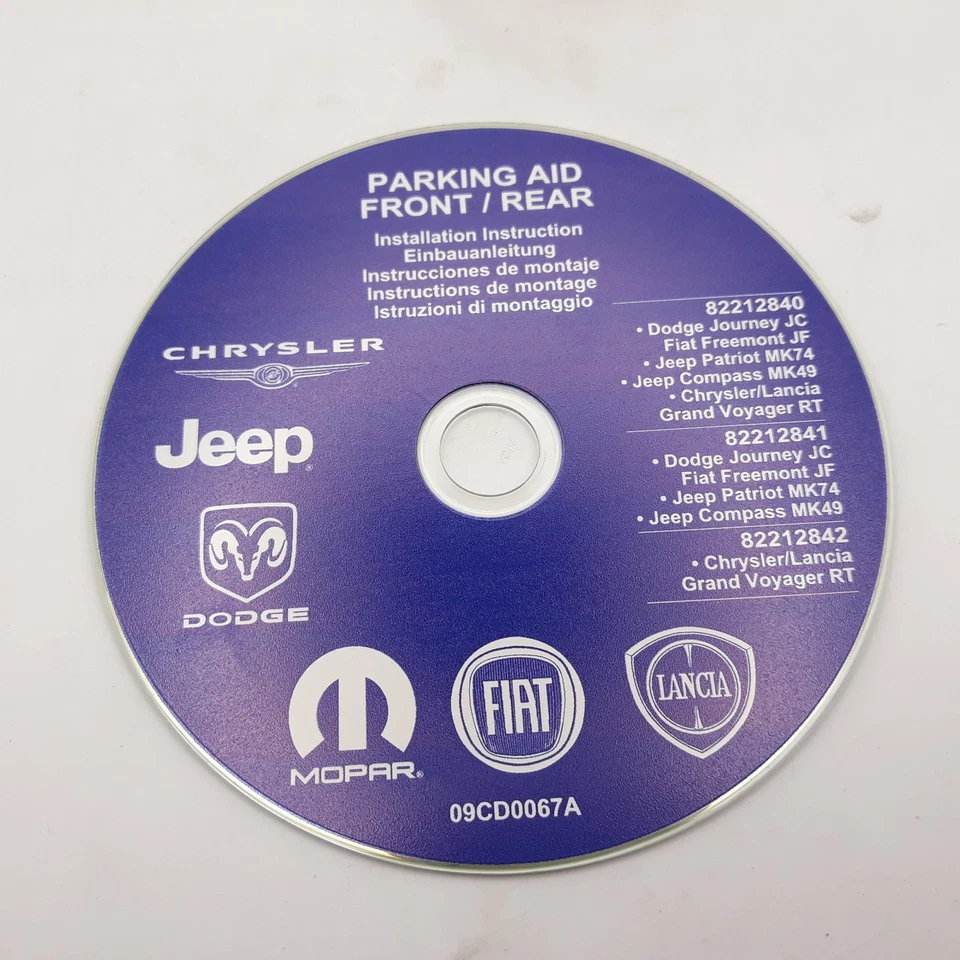 PARKING AID
FRONT / REAR
Installation Instruction
Einbauanleitung
Instrucciones de montaje
Instructions de montage
Istruzioni di montaggio
CHRYSLER
Jeep®
DODGE
82212840
• Dodge Journey JC
Fiat Freemont JF
• Jeep Patriot MK74
• Jeep Compass MK49
• Chrysler/Lancia
Grand Voyager RT
82212841
• Dodge Journey JC
Fiat Freemont JF
• Jeep Patriot MK74
• Jeep Compass MK49
82212842
• Chrysler/Lancia
Grand Voyager RT
MOPAR®
FIAT
LANCIA
09CD0067A